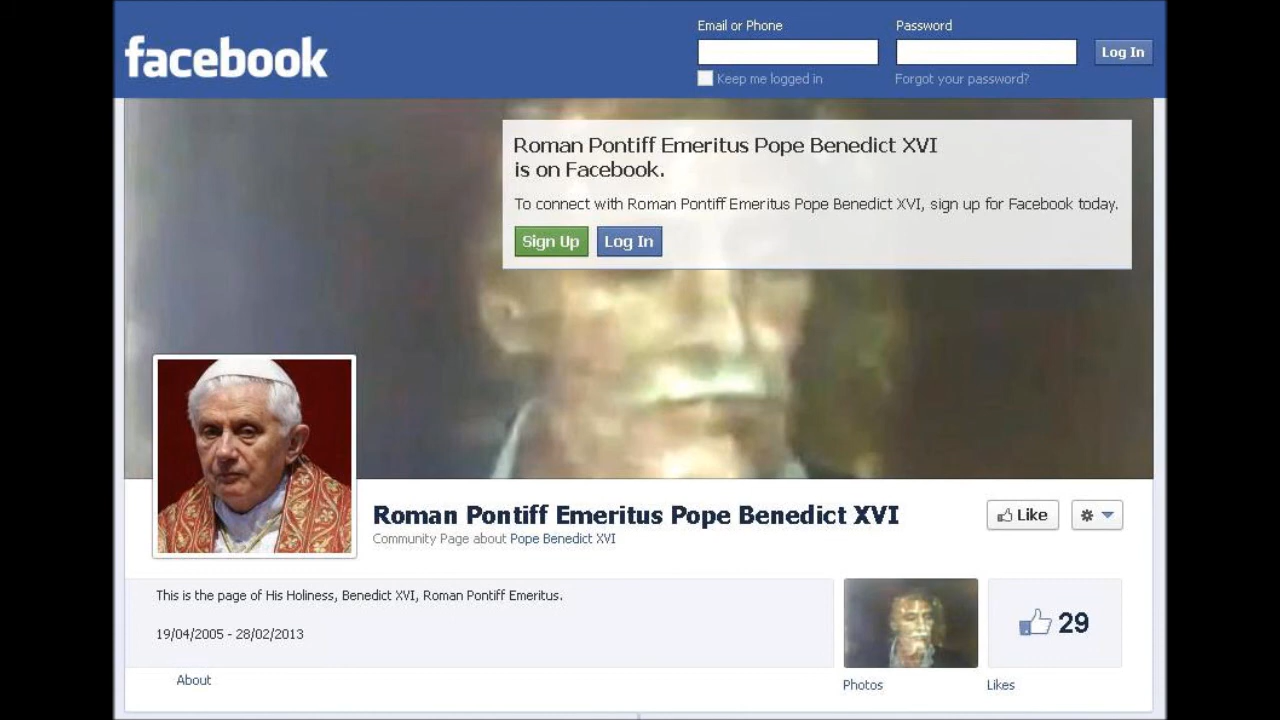 facebook
Email or Phone
Password
Log In
Keep me logged in
Forgot your password?
Roman Pontiff Emeritus Pope Benedict XVI
is on Facebook.
To connect with Roman Pontiff Emeritus Pope Benedict XVI, sign up for Facebook today.
Sign Up
Log In
Roman Pontiff Emeritus Pope Benedict XVI
Like
Community Page about Pope Benedict XVI
This is the page of His Holiness, Benedict XVI, Roman Pontiff Emeritus.
19/04/2005 - 28/02/2013
29
About
Photos
Likes